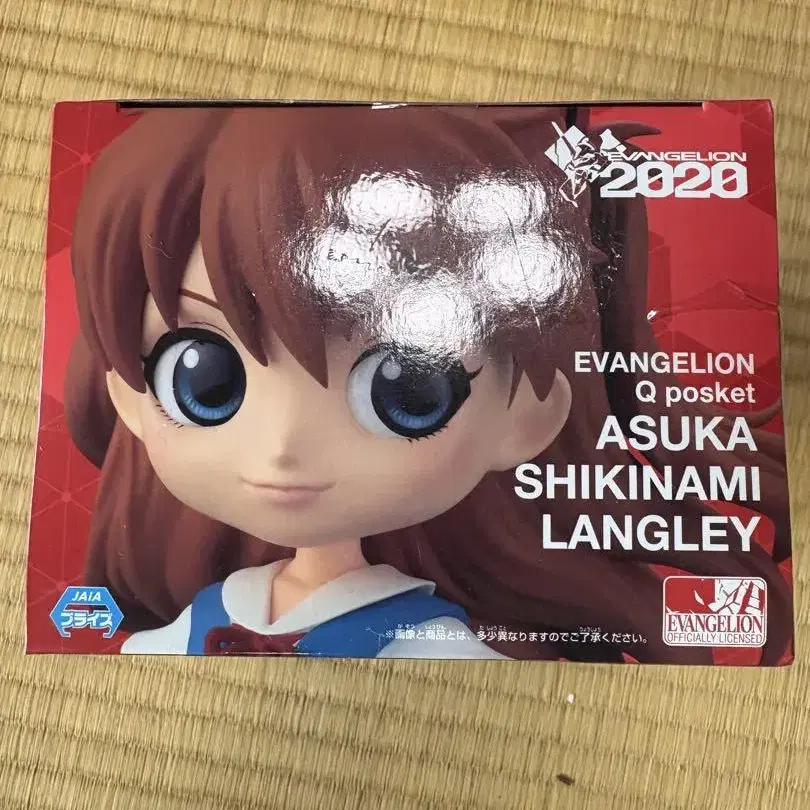 EVANGELION
2020
EVANGELION
Q posket
ASUKA
SHIKINAMI
LANGLEY
JAIA
プライズ
※画像と商品とは、多少異なりますのでご了承ください。
EVANGELION
OFFICIALLY LICENSED